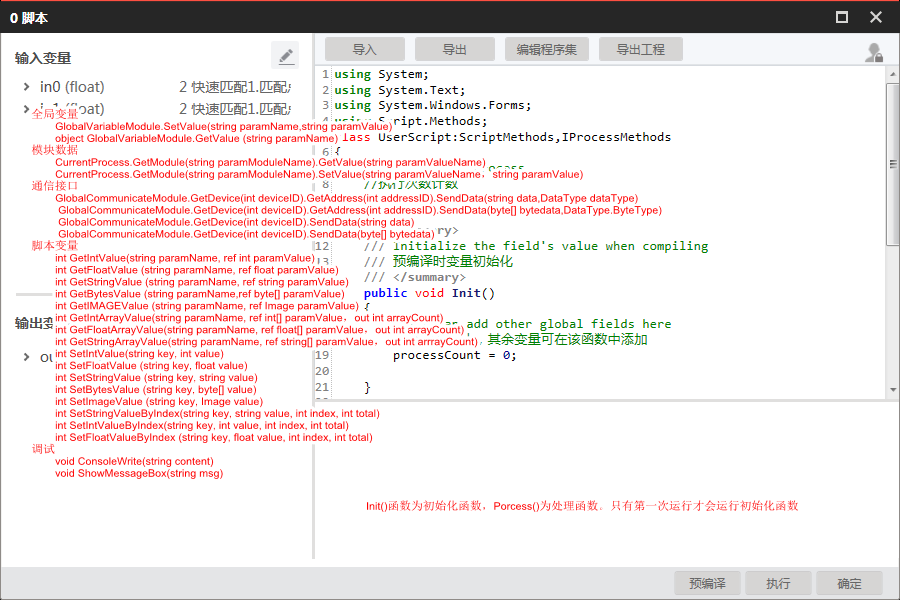 0 脚本
输入变量
in0 (float) 2 快速匹配1.匹配
(float) 2 快速匹配1.匹配
全局变量
GlobalVariableModule.SetValue(string paramName,string paramValue)
object GlobalVariableModule.GetValue (string paramName)
模块数据
CurrentProcess.GetModule(string paramModuleName).GetValue(string paramValueName)
CurrentProcess.GetModule(string paramModuleName).SetValue(string paramValueName，string paramValue)
通信接口
GlobalCommunicateModule.GetDevice(int deviceID).GetAddress(int addressID).SendData(string data,DataType dataType)
GlobalCommunicateModule.GetDevice(int deviceID).GetAddress(int addressID).SendData(byte[] bytedata,DataType.ByteType)
GlobalCommunicateModule.GetDevice(int deviceID).SendData(string data)
GlobalCommunicateModule.GetDevice(int deviceID).SendData(byte[] bytedata)
脚本变量
int GetIntValue(string paramName, ref int paramValue)
int GetFloatValue (string paramName, ref float paramValue)
int GetStringValue (string paramName, ref string paramValue)
int GetBytesValue (string paramName,ref byte[] paramValue)
int GetIMAGEValue (string paramName, ref Image paramValue)
int GetIntArrayValue(string paramName, ref int[] paramValue，out int arrayCount)
int GetFloatArrayValue(string paramName, ref float[] paramValue，out int arrayCount)
int GetStringArrayValue(string paramName, ref string[] paramValue，out int arrrayCount)
int SetIntValue(string key, int value)
int SetFloatValue (string key, float value)
int SetStringValue (string key, string value)
int SetBytesValue (string key, byte[] value)
int SetImageValue (string key, Image value)
int SetStringValueByIndex(string key, string value, int index, int total)
int SetIntValueByIndex(string key, int value, int index, int total)
int SetFloatValueByIndex (string key, float value, int index, int total)
调试
void ConsoleWrite(string content)
void ShowMessageBox(string msg)
输出变
导入 导出 编辑程序集 导出工程
1 using System;
2 using System.Text;
3 using System.Windows.Forms;
Script.Methods;
lass UserScript:ScriptMethods,IProcessMethods
6 {
8 //执行次数计数
ry>
12 /// Initialize the field's value when compiling
13 /// 预编译时变量初始化
/// </summary>
public void Init()
{
add other global fields here
其余变量可在该函数中添加
19 processCount = 0;
20
21 }
Init()函数为初始化函数，Porcess()为处理函数．只有第一次运行才会运行初始化函数
预编译 执行 确定